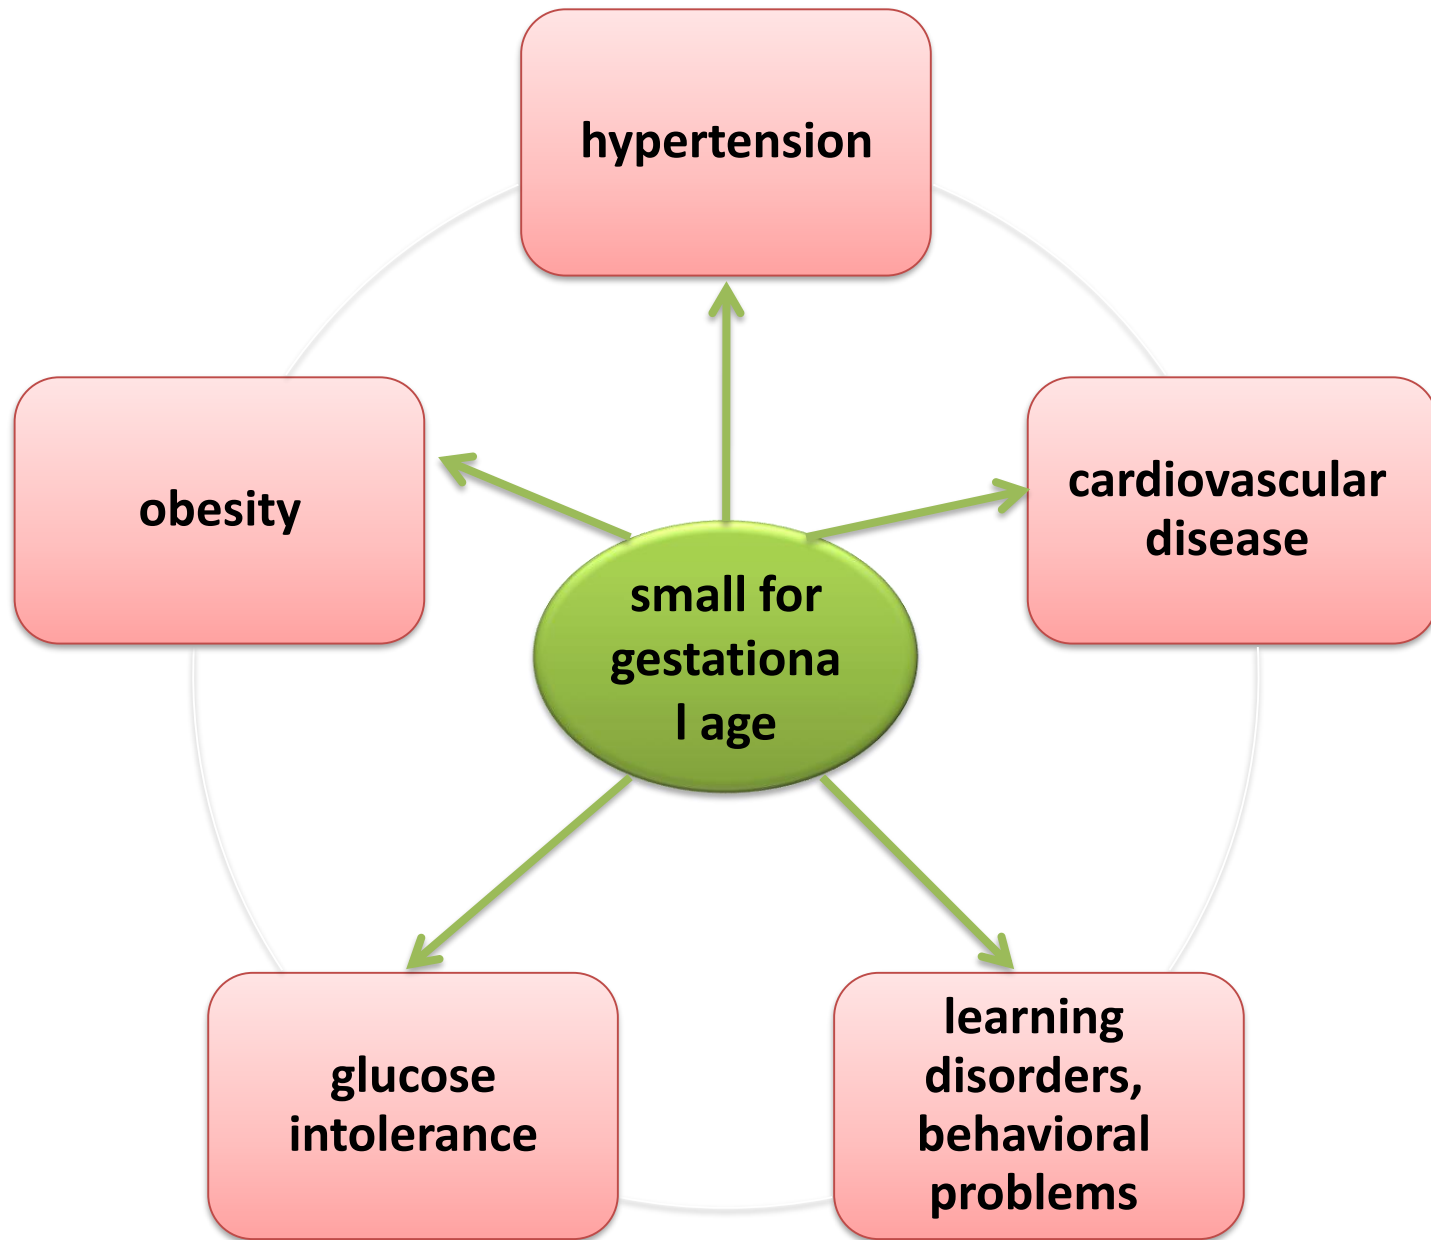 hypertension
obesity
cardiovascular
disease
small for
gestationa
l age
glucose
intolerance
learning
disorders,
behavioral
problems